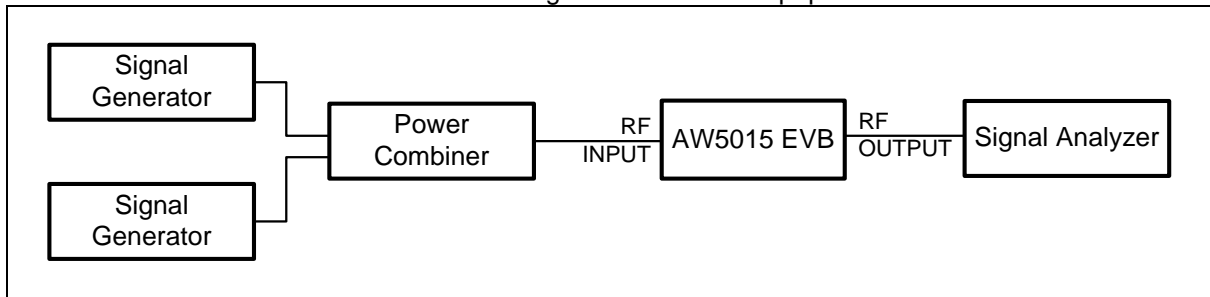 Signal
Generator
Power
Combiner
RF
INPUT
AW5015 EVB
RF
OUTPUT
Signal Analyzer
Signal
Generator